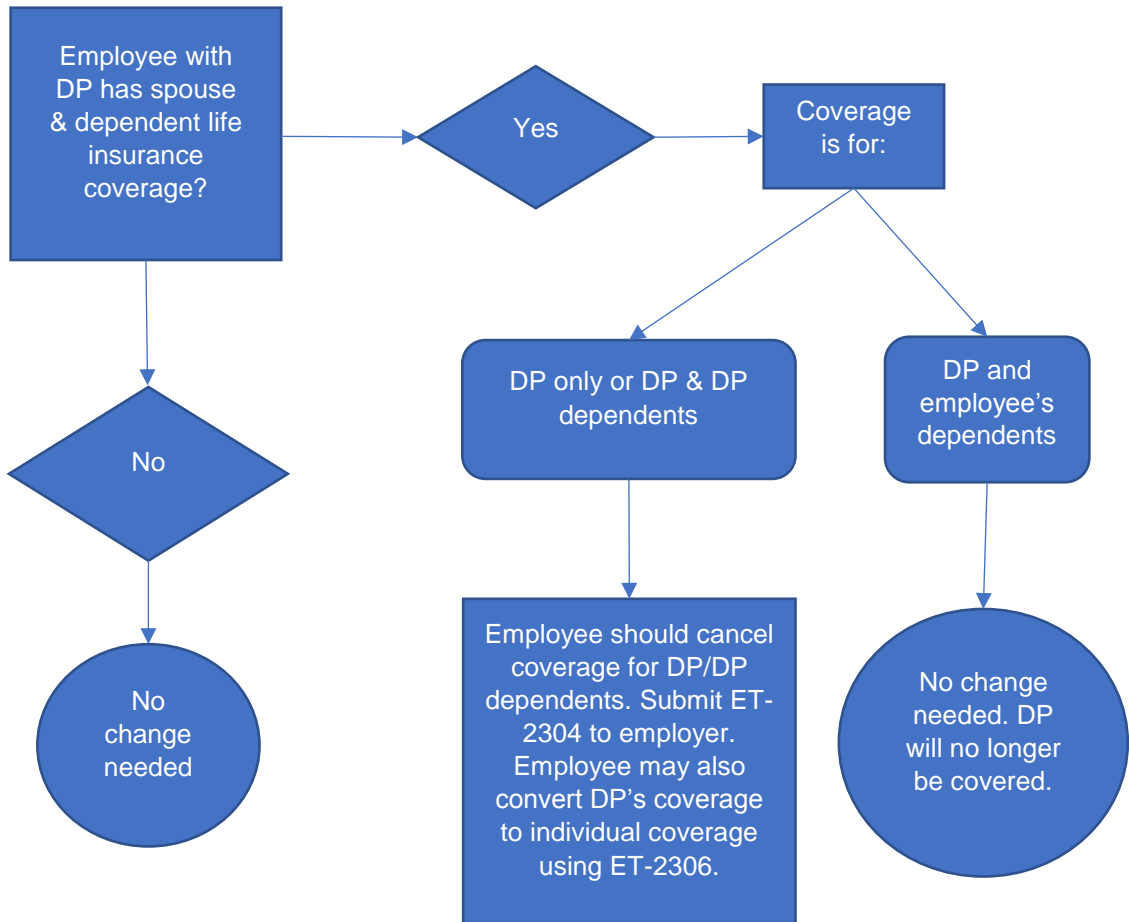 Employee with
DP has spouse
& dependent life
insurance
coverage?
Yes
Coverage
is for:
No
No
change
needed
DP only or DP & DP
dependents
Employee should cancel
coverage for DP/DP
dependents. Submit ET-
2304 to employer.
Employee may also
convert DP’s coverage
to individual coverage
using ET-2306.
DP and
employee’s
dependents
No change
needed. DP
will no longer
be covered.